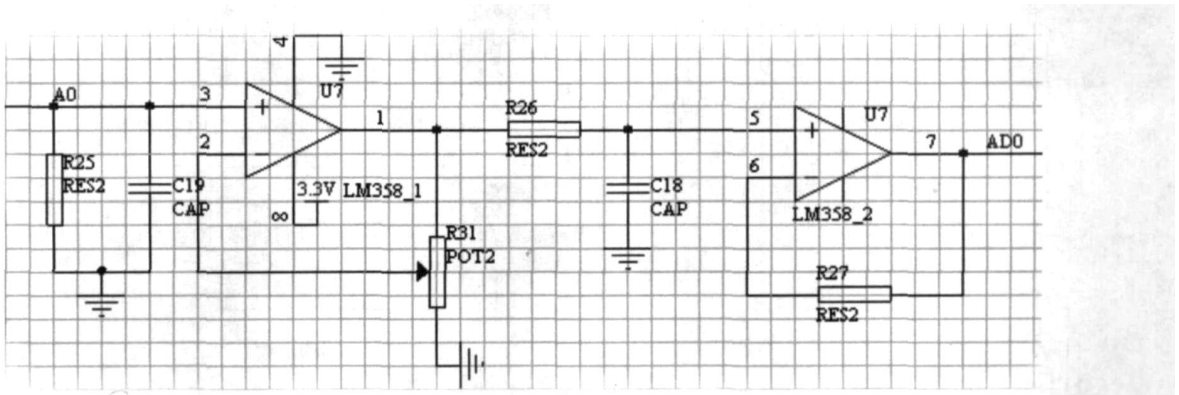 4
U7
A0
3
1
R26
RES2
5
U7
2
7
AD0
6
R25
RES2
C19
CAP
3.3V
LM358_1
C18
CAP
LM358_2
∞
R31
POT2
R27
RES2